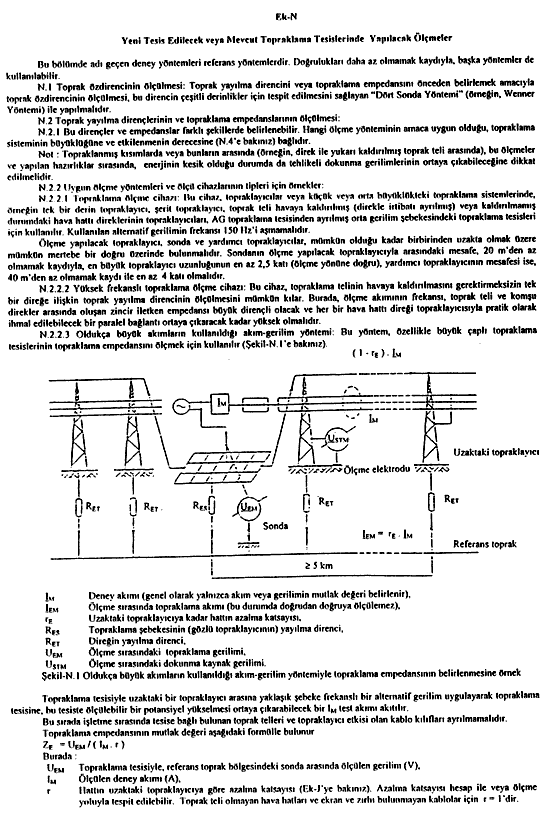 Ek-N
Yeni Tesis Edilecek veya Mevcut Topraklama Tesislerinde Yapılacak Ölçmeler
Bu bölümde adı geçen deney yöntemleri referans yöntemlerdir. Doğrulukları daha az olmamak kaydıyla, başka yöntemler de
kullanılabilir.
N.1 Toprak özdirencinin ölçülmesi: Toprak yayılma direncini veya topraklama empedansını önceden belirlemek amacıyla
toprak özdirencinin ölçülmesi, bu direncin çeşitli derinlikler için tespit edilmesini sağlayan "Dört Sonda Yöntemi" (örneğin, Wenner
Yöntemi) ile yapılmalıdır.
N.2 Toprak yayılma dirençlerinin ve topraklama empedanslarının ölçülmesi:
N.2.1 Bu dirençler ve empedanslar farklı şekillerde belirlenebilir. Hangi ölçme yönteminin amaca uygun olduğu, topraklama
sisteminin büyüklüğüne ve etkilenmenin derecesine (N.4'e bakınız) bağlıdır.
Not : Topraklanmış kısımlarda veya bunların arasında (örneğin, direk ile yukarı kaldırılmış toprak teli arasında), bu ölçmeler
ve yapılan hazırlıklar sırasında, enerjinin kesik olduğu durumda da tehlikeli dokunma gerilimlerinin ortaya çıkabileceğine dikkat
edilmelidir.
N.2.2 Uygun ölçme yöntemleri ve ölçü cihazlarının tipleri için örnekler:
N.2.2.1 Topraklama ölçme cihazı: Bu cihaz, topraklayıcılar veya küçük veya orta büyüklükteki topraklama sistemlerinde,
örneğin tek bir derin topraklayıcı, şerit topraklayıcı, toprak teli havaya kaldırılmış (direkle irtibatı ayrılmış) veya kaldırılmamış
durumdaki hava hattı direklerinin topraklayıcıları, AG topraklama tesisinden ayrılmış orta gerilim şebekesindeki topraklama tesisleri
için kullanılır. Kullanılan alternatif gerilimin frekansı 150 Hz'i aşmamalıdır.
Ölçme yapılacak topraklayıcı, sonda ve yardımcı topraklayıcılar, mümkün olduğu kadar birbirinden uzakta olmak üzere
mümkün mertebe bir doğru üzerinde bulunmalıdır. Sondanın ölçme yapılacak topraklayıcıyla arasındaki mesafe, 20 m'den az
olmamak kaydıyla, en büyük topraklayıcı uzunluğunun en az 2,5 katı (ölçme yönüne doğru), yardımcı topraklayıcının mesafesi ise,
40 m'den az olmamak kaydı ile en az 4 katı olmalıdır.
N.2.2.2 Yüksek frekanslı topraklama ölçme cihazı: Bu cihaz, topraklama telinin havaya kaldırılmasını gerektirmeksizin tek
bir direğe ilişkin toprak yayılma direncinin ölçülmesini mümkün kılar. Burada, ölçme akımının frekansı, toprak teli ve komşu
direkler arasında oluşan zincir iletken empedansı büyük dirençli olacak ve her bir hava hattı direği topraklayıcısıyla pratik olarak
ihmal edilebilecek bir paralel bağlantı ortaya çıkaracak kadar yüksek olmalıdır.
N.2.2.3 Oldukça büyük akımların kullanıldığı akım-gerilim yöntemi: Bu yöntem, özellikle büyük çaplı topraklama
tesislerinin topraklama empedansını ölçmek için kullanılır (Şekil-N.1'e bakınız).
(1 - rE) . IM
IM
IM
USTM
Uzaktaki topraklayıcı
Ölçme elektrodu
RET
RET
RES
UEM
RET
RET
Sonda
IEM = rE . IM
Referans toprak
≥ 5 km
IM Deney akımı (genel olarak yalnızca akım veya gerilimin mutlak değeri belirlenir),
IEM Ölçme sırasında topraklama akımı (bu durumda doğrudan doğruya ölçülemez),
rE Uzaktaki topraklayıcıya kadar hattın azalma katsayısı,
RES Topraklama şebekesinin (gözlü topraklayıcının) yayılma direnci,
RET Direğin yayılma direnci,
UEM Ölçme sırasındaki topraklama gerilimi,
USTM Ölçme sırasındaki dokunma kaynak gerilimi.
Şekil-N.1 Oldukça büyük akımların kullanıldığı akım-gerilim yöntemiyle topraklama empedansının belirlenmesine örnek
Topraklama tesisiyle uzaktaki bir topraklayıcı arasına yaklaşık şebeke frekanslı bir alternatif gerilim uygulayarak topraklama
tesisine, bu tesiste ölçülebilir bir potansiyel yükselmesi ortaya çıkarabilecek bir IM test akımı akıtılır.
Bu sırada işletme sırasında tesise bağlı bulunan toprak telleri ve topraklayıcı etkisi olan kablo kılıfları ayrılmamalıdır.
Topraklama empedansının mutlak değeri aşağıdaki formülle bulunur
ZE = UEM / ( IM . r )
Burada :
UEM Topraklama tesisiyle, referans toprak bölgesindeki sonda arasında ölçülen gerilim (V),
IM Ölçülen deney akımı (A),
r Hattın uzaktaki topraklayıcıya göre azalma katsayısı (Ek-J'ye bakınız). Azalma katsayısı hesap ile veya ölçme
yoluyla tespit edilebilir. Toprak teli olmayan hava hatları ve ekran ve zırhı bulunmayan kablolar için r = 1'dir.